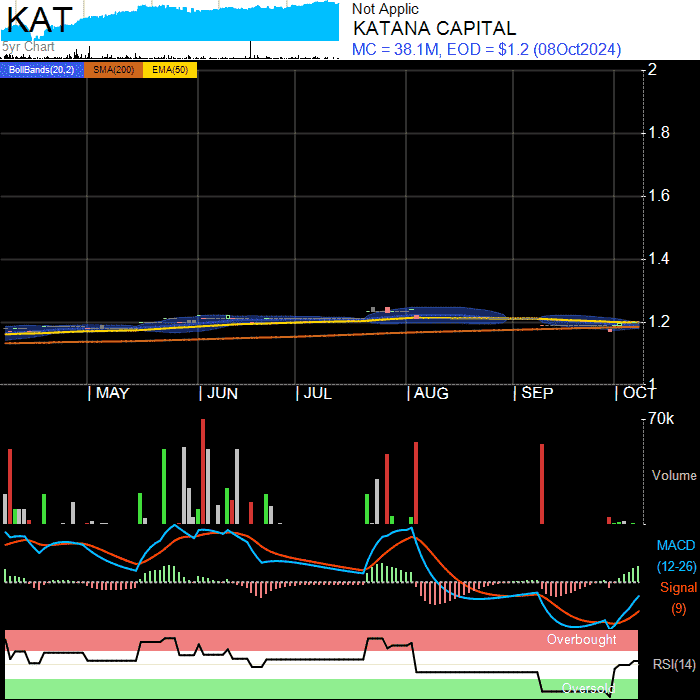 KAT
5yr Chart
Not Applic
KATANA CAPITAL
MC = 38.1M, EOD = $1.2 (08Oct2024)
BollBands(20,2) SMA(200) EMA(50)
2
1.8
1.6
1.4
1.2
1
| MAY | JUN | JUL | AUG | SEP | OCT
70k
Volume
MACD
(12-26)
Signal
(9)
Overbought
RSI(14)
Oversold